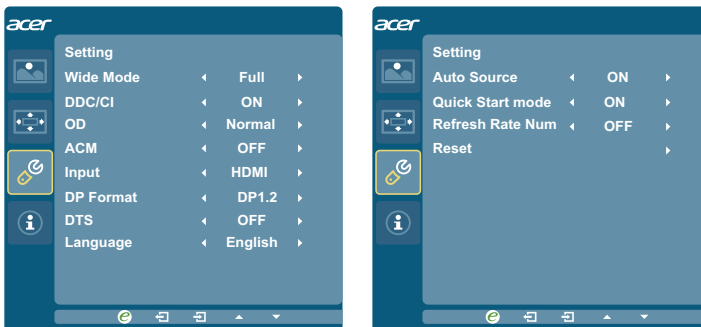 acer
Setting
Wide Mode Full
DDC/CI ON
OD Normal
ACM OFF
Input HDMI
DP Format DP1.2
DTS OFF
Language English
acer
Setting
Auto Source ON
Quick Start mode ON
Refresh Rate Num OFF
Reset